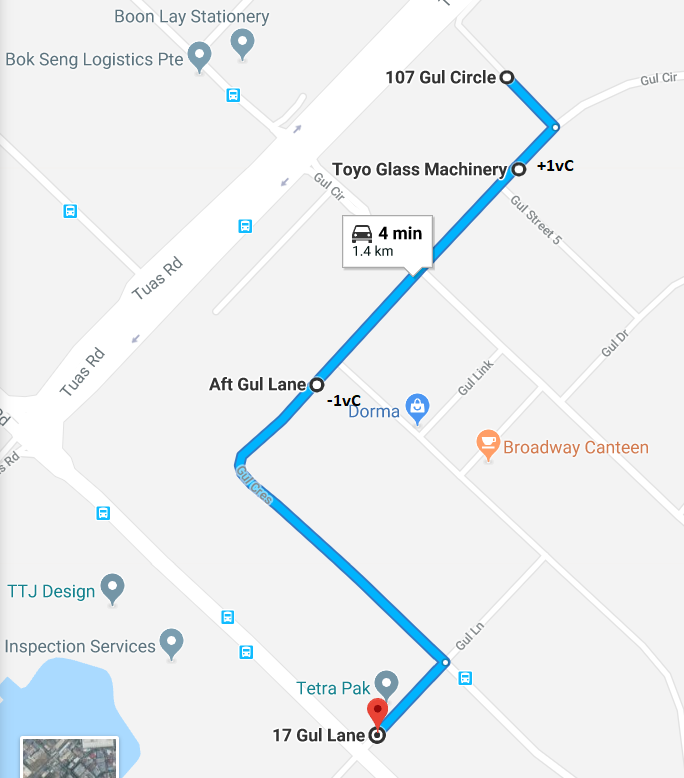 Boon Lay Stationery
Bok Seng Logistics Pte
107 Gul Circle
Gul Cir
Toyo Glass Machinery
+1vC
Gul Cir
Gul Street 5
4 min
1.4 km
Tuas Rd
Gul Dr
Tuas Rd
Gul Link
Aft Gul Lane
-1vC
Dorma
Rd
Broadway Canteen
s Rd
Gul Cres
TTJ Design
Gul Ln
Inspection Services
Tetra Pak
17 Gul Lane